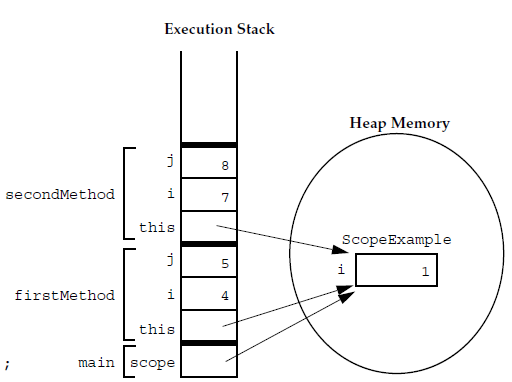 Execution Stack
Heap Memory
j 8
secondMethod i 7
this
ScopeExample
j 5
i 1
firstMethod i 4
this
; main scope